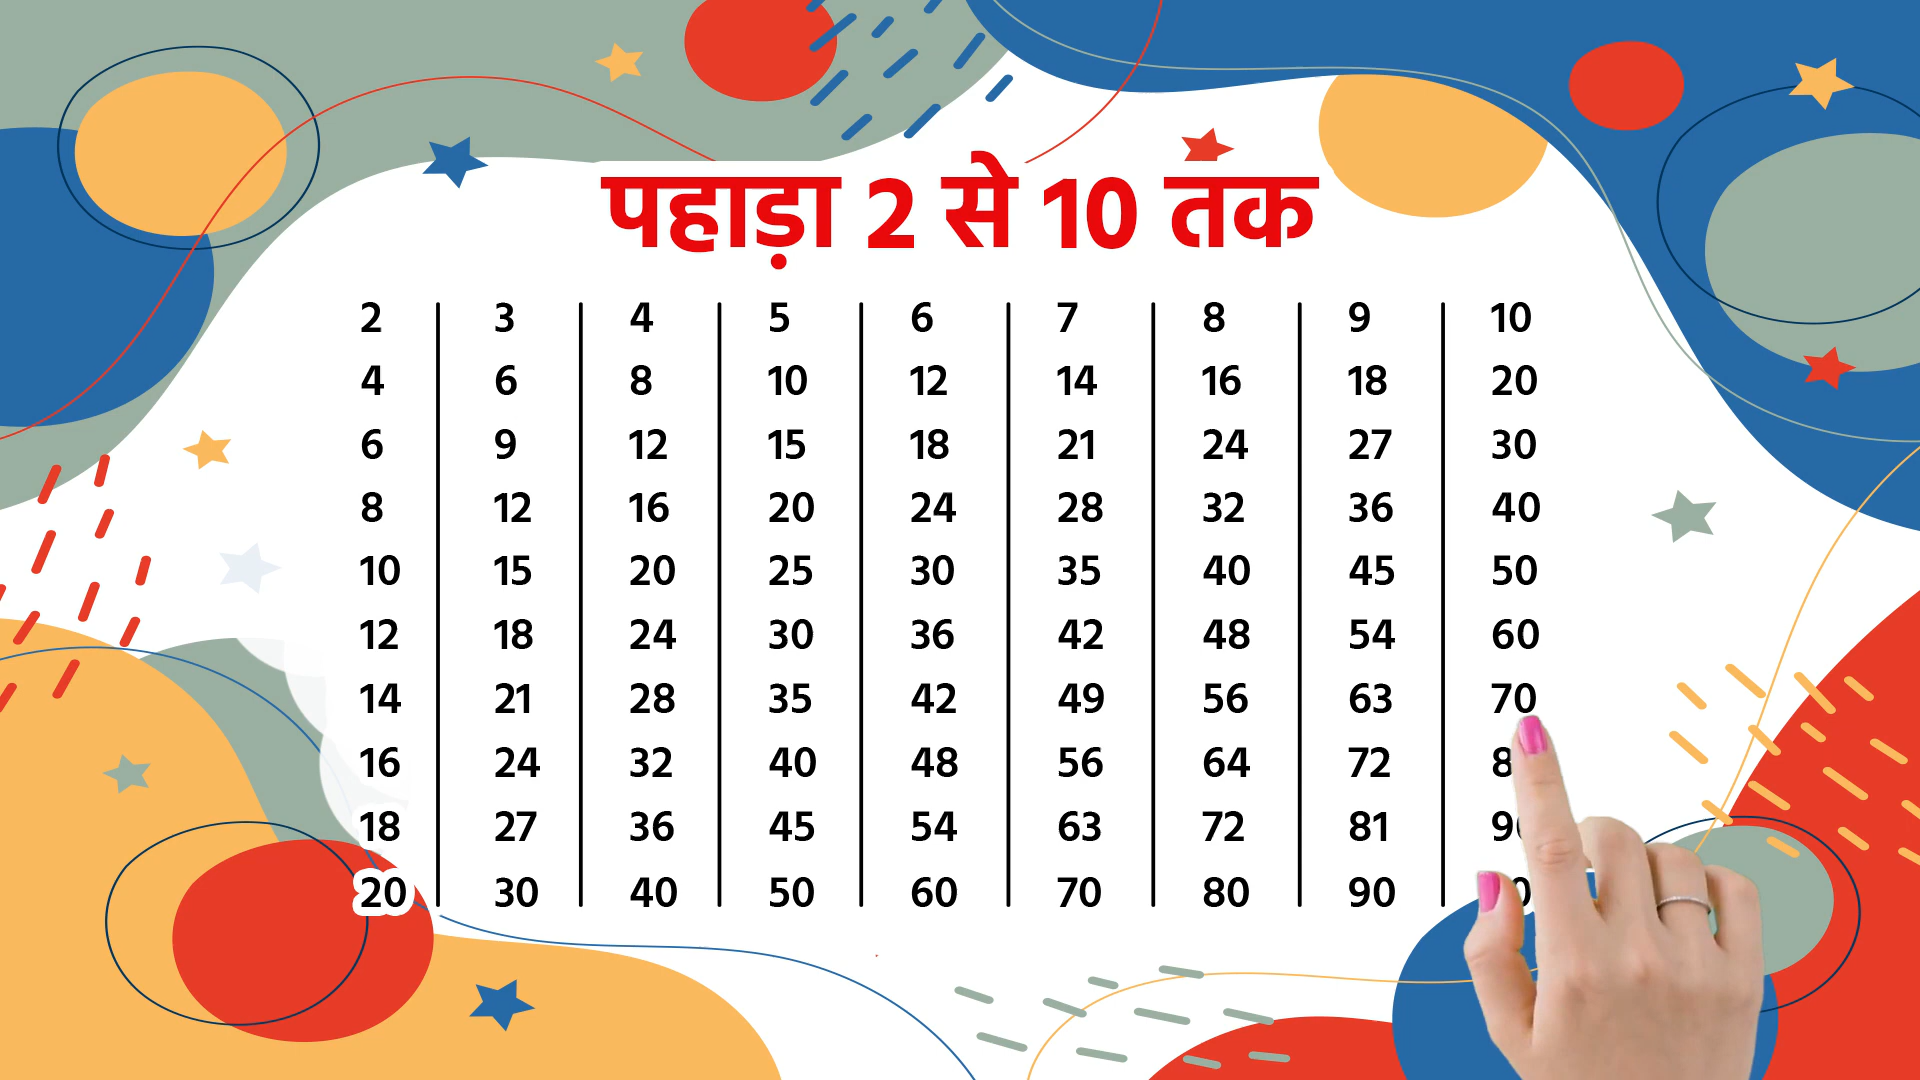 पहाड़ा 2 से 10 तक
2 3 4 5 6 7 8 9 10
4 6 8 10 12 14 16 18 20
6 9 12 15 18 21 24 27 30
8 12 16 20 24 28 32 36 40
10 15 20 25 30 35 40 45 50
12 18 24 30 36 42 48 54 60
14 21 28 35 42 49 56 63 70
16 24 32 40 48 56 64 72
18 27 36 45 54 63 72 81 90
20 30 40 50 60 70 80 90